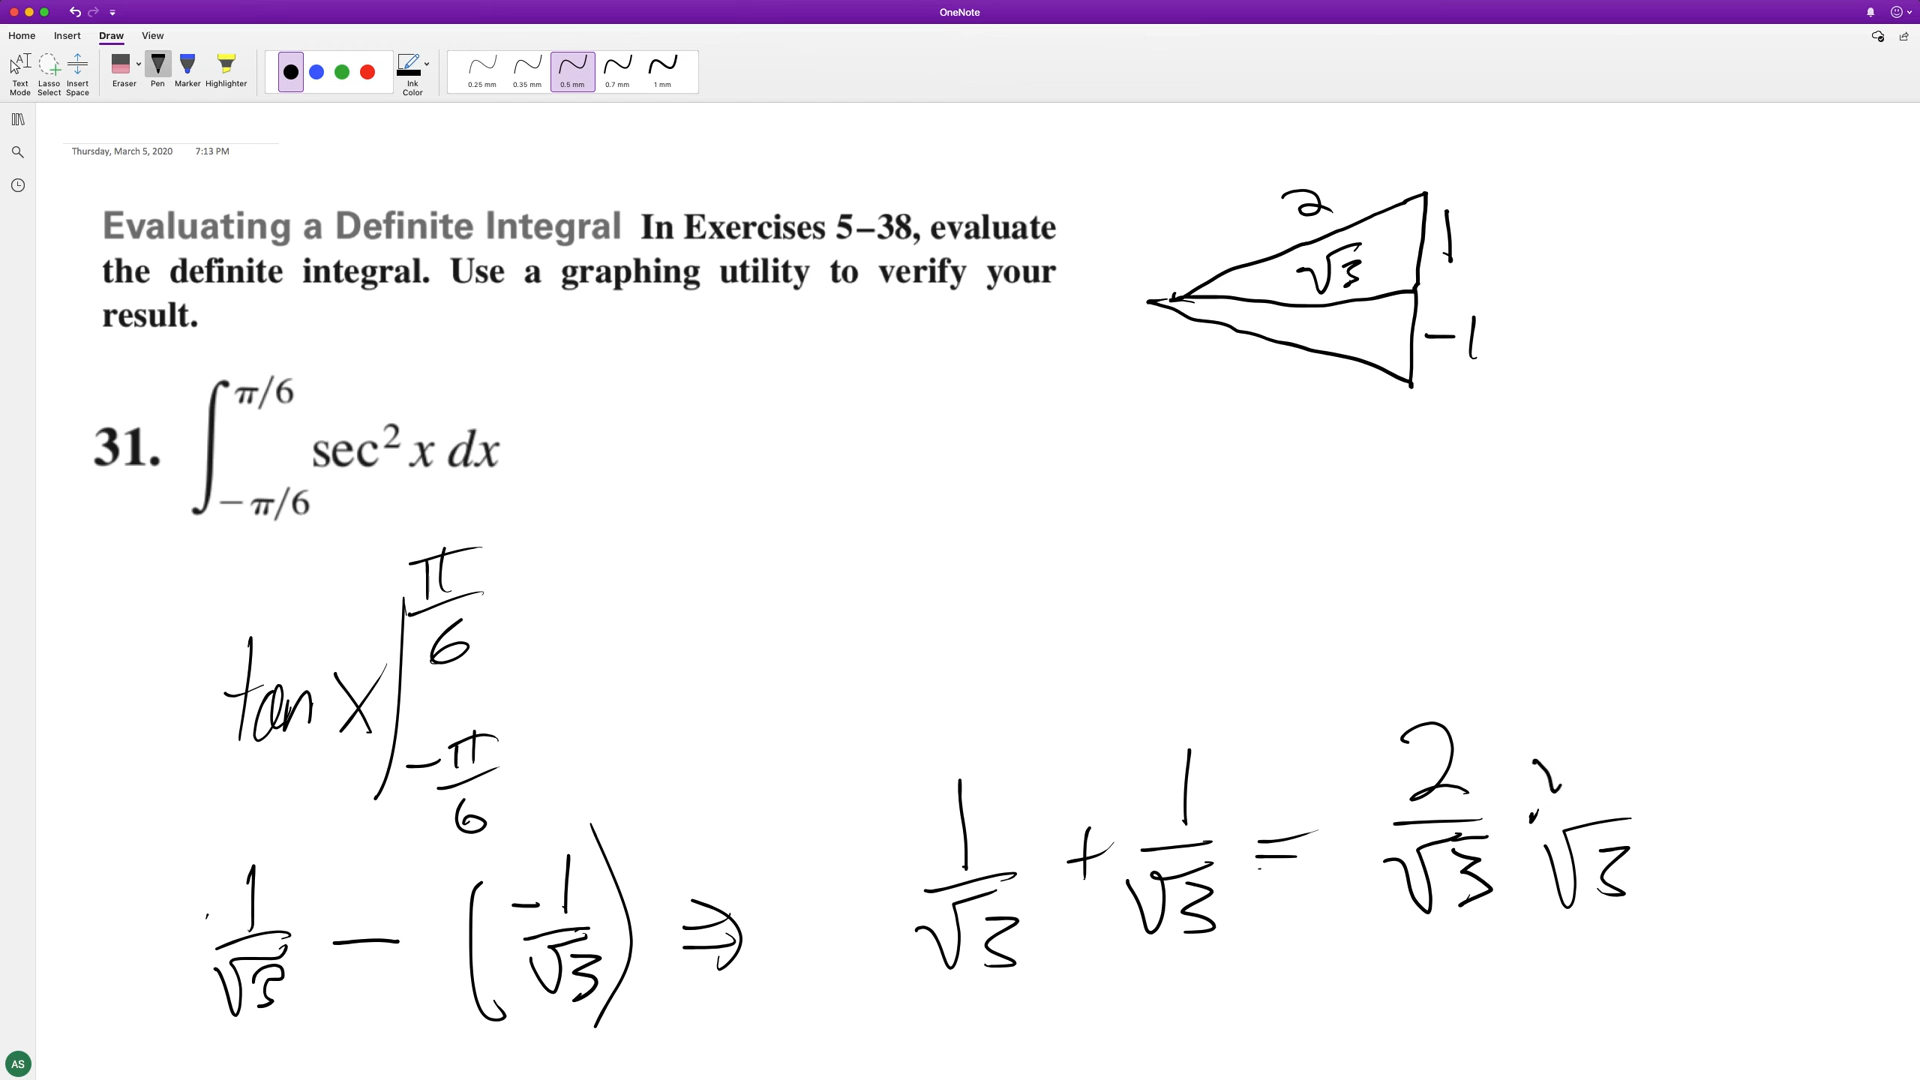 OneNote
Home Insert Draw View
Text Mode Lasso Select Insert Space Eraser Pen Marker Highlighter Ink Color 0.25 mm 0.35 mm 0.5 mm 0.7 mm 1 mm
Thursday, March 5, 2020 7:13 PM
Evaluating a Definite Integral In Exercises 5–38, evaluate
the definite integral. Use a graphing utility to verify your
result.
2
√3
1
-1
31. ∫_{-π/6}^{π/6} sec² x dx
tan x |_{-π/6}^{π/6}
1/√3 - (-1/√3) ⇒ 1/√3 + 1/√3 = 2/√3 · √3
AS